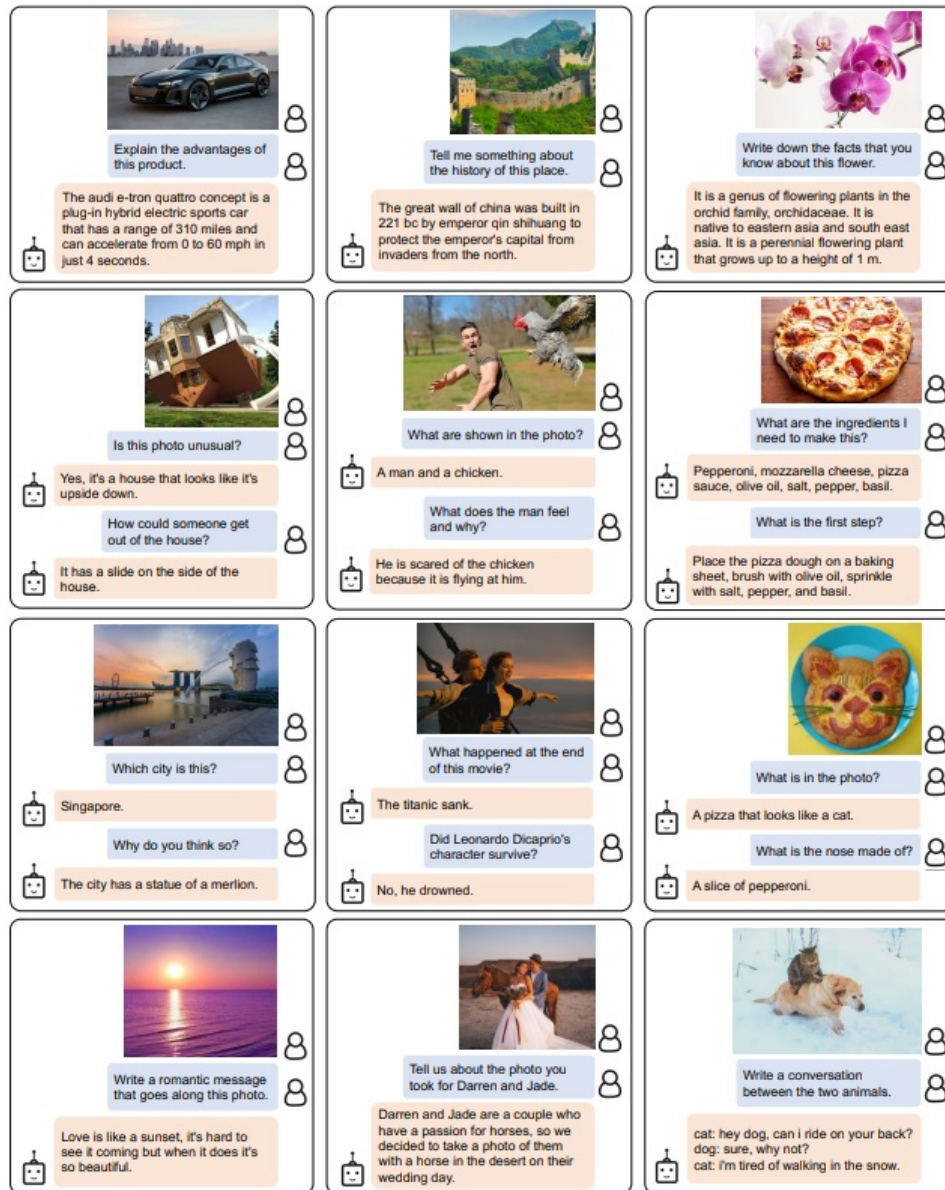 Explain the advantages of
this product.
The audi e-tron quattro concept is a
plug-in hybrid electric sports car
that has a range of 310 miles and
can accelerate from 0 to 60 mph in
just 4 seconds.
Tell me something about
the history of this place.
The great wall of china was built in
221 bc by emperor qin shihuang to
protect the emperor's capital from
invaders from the north.
Write down the facts that you
know about this flower.
It is a genus of flowering plants in the
orchid family, orchidaceae. It is
native to eastern asia and south east
asia. It is a perennial flowering plant
that grows up to a height of 1 m.
Is this photo unusual?
Yes, it's a house that looks like it's
upside down.
How could someone get
out of the house?
It has a slide on the side of the
house.
What are shown in the photo?
A man and a chicken.
What does the man feel
and why?
He is scared of the chicken
because it is flying at him.
What are the ingredients I
need to make this?
Pepperoni, mozzarella cheese, pizza
sauce, olive oil, salt, pepper, basil.
What is the first step?
Place the pizza dough on a baking
sheet, brush with olive oil, sprinkle
with salt, pepper, and basil.
Which city is this?
Singapore.
Why do you think so?
The city has a statue of a merlion.
What happened at the end
of this movie?
The titanic sank.
Did Leonardo Dicaprio's
character survive?
No, he drowned.
What is in the photo?
A pizza that looks like a cat.
What is the nose made of?
A slice of pepperoni.
Write a romantic message
that goes along this photo.
Love is like a sunset, it's hard to
see it coming but when it does it's
so beautiful.
Tell us about the photo you
took for Darren and Jade.
Darren and Jade are a couple who
have a passion for horses, so we
decided to take a photo of them
with a horse in the desert on their
wedding day.
Write a conversation
between the two animals.
cat: hey dog, can i ride on your back?
dog: sure, why not?
cat: i'm tired of walking in the snow.